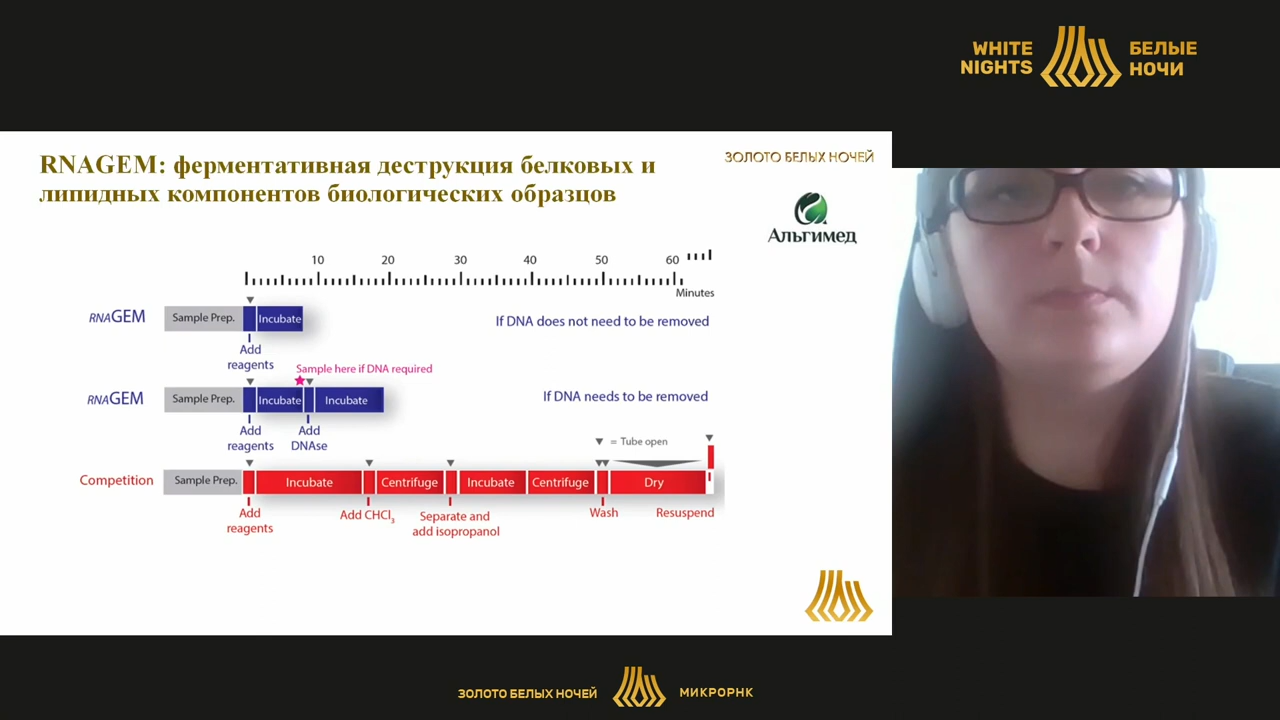 WHITE
NIGHTS
БЕЛЫЕ
НОЧИ
RNAGEM: ферментативная деструкция белковых и
липидных компонентов биологических образцов
ЗОЛОТО БЕЛЫХ НОЧЕЙ
Альгимед
10 20 30 40 50 60
Minutes
RNAGEM Sample Prep. Incubate If DNA does not need to be removed
Add
reagents
Sample here if DNA required
RNAGEM Sample Prep. Incubate Incubate If DNA needs to be removed
Add
reagents
Add
DNAse
= Tube open
Competition Sample Prep. Incubate Centrifuge Incubate Centrifuge Dry
Add
reagents
Add CHCl3
Separate and
add isopropanol
Wash
Resuspend
ЗОЛОТО БЕЛЫХ НОЧЕЙ
МИКРОРНК